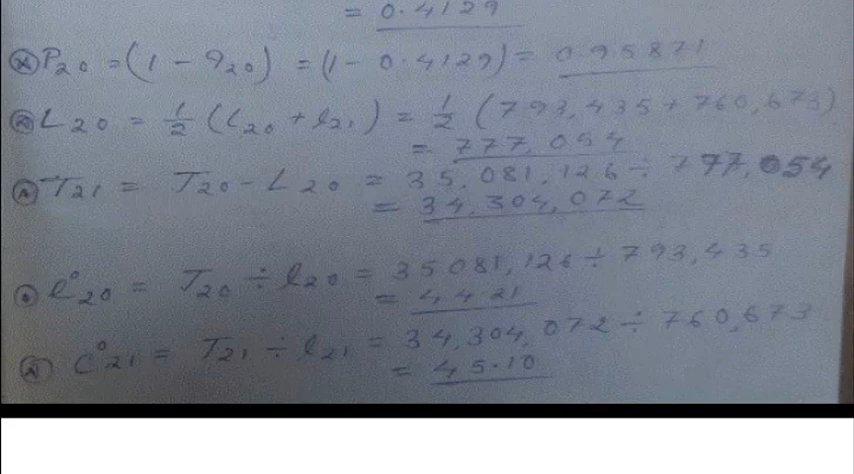 = 0.4129
P20 = (1 - q20) = (1 - 0.4129) = 0.95871
L20 = 1/2 (l20 + l21) = 1/2 (793,435 + 760,673)
= 777,054
T21 = T20 - L20 = 35,081,126 ÷ 777,054
= 34,304,072
e°20 = T20 ÷ l20 = 35081,126 ÷ 793,435
= 44.21
e°21 = T21 ÷ l21 = 34,304,072 ÷ 760,673
= 45.10